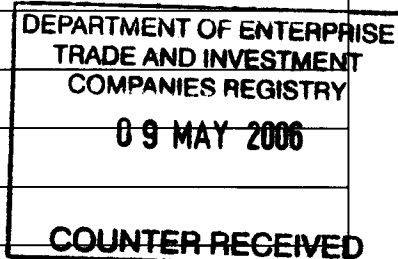 DEPARTMENT OF ENTERPRISE
TRADE AND INVESTMENT
COMPANIES REGISTRY
09 MAY 2006
COUNTER RECEIVED